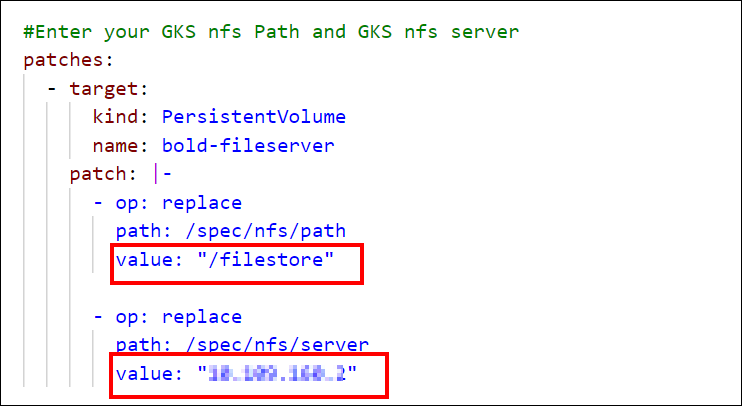 #Enter your GKS nfs Path and GKS nfs server
patches:
- target:
kind: PersistentVolume
name: bold-fileserver
patch: |-
- op: replace
path: /spec/nfs/path
value: "/filestore"
- op: replace
path: /spec/nfs/server
value: " "